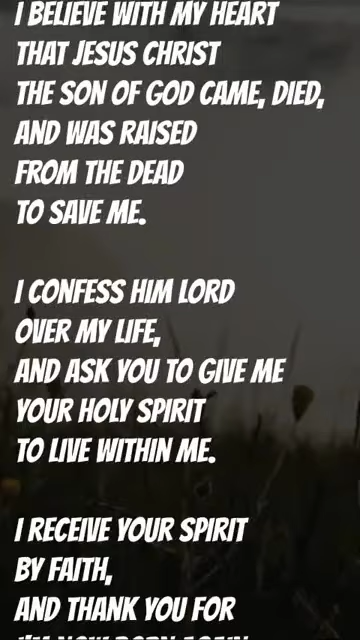 I BELIEVE WITH MY HEART
THAT JESUS CHRIST
THE SON OF GOD CAME, DIED,
AND WAS RAISED
FROM THE DEAD
TO SAVE ME.
I CONFESS HIM LORD
OVER MY LIFE,
AND ASK YOU TO GIVE ME
YOUR HOLY SPIRIT
TO LIVE WITHIN ME.
I RECEIVE YOUR SPIRIT
BY FAITH,
AND THANK YOU FOR